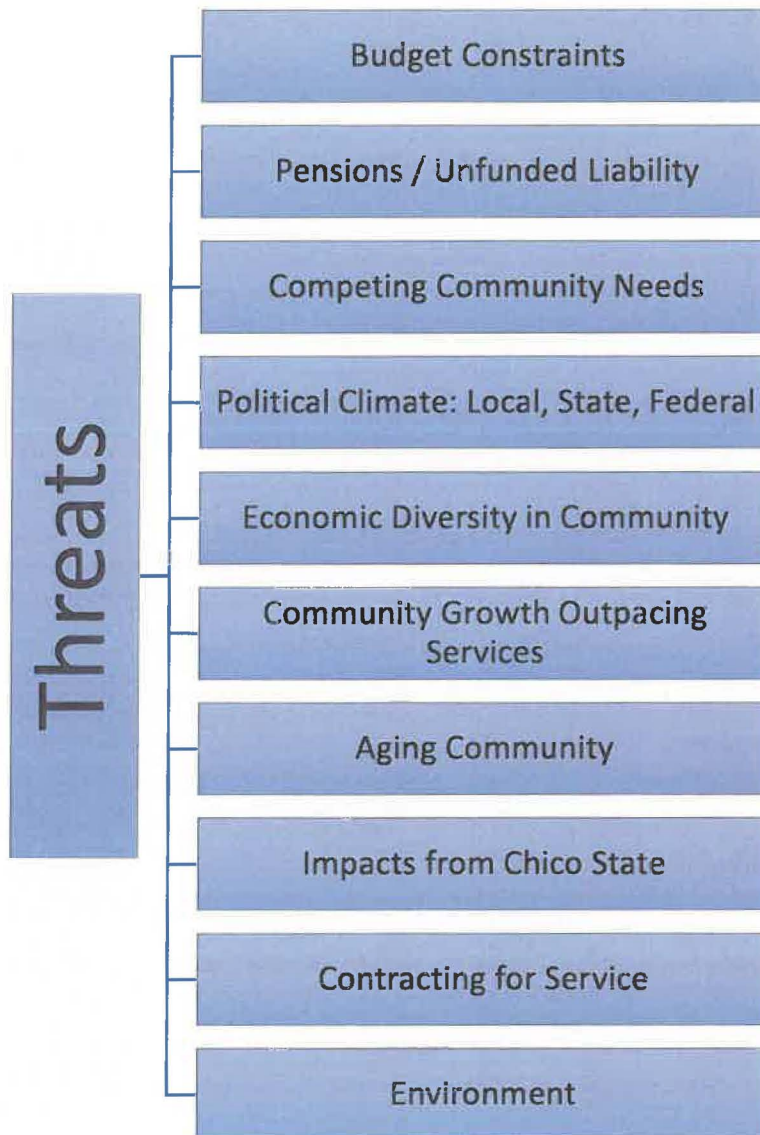 Threats
Budget Constraints
Pensions / Unfunded Liability
Competing Community Needs
Political Climate: Local, State, Federal
Economic Diversity in Community
Community Growth Outpacing
Services
Aging Community
Impacts from Chico State
Contracting for Service
Environment